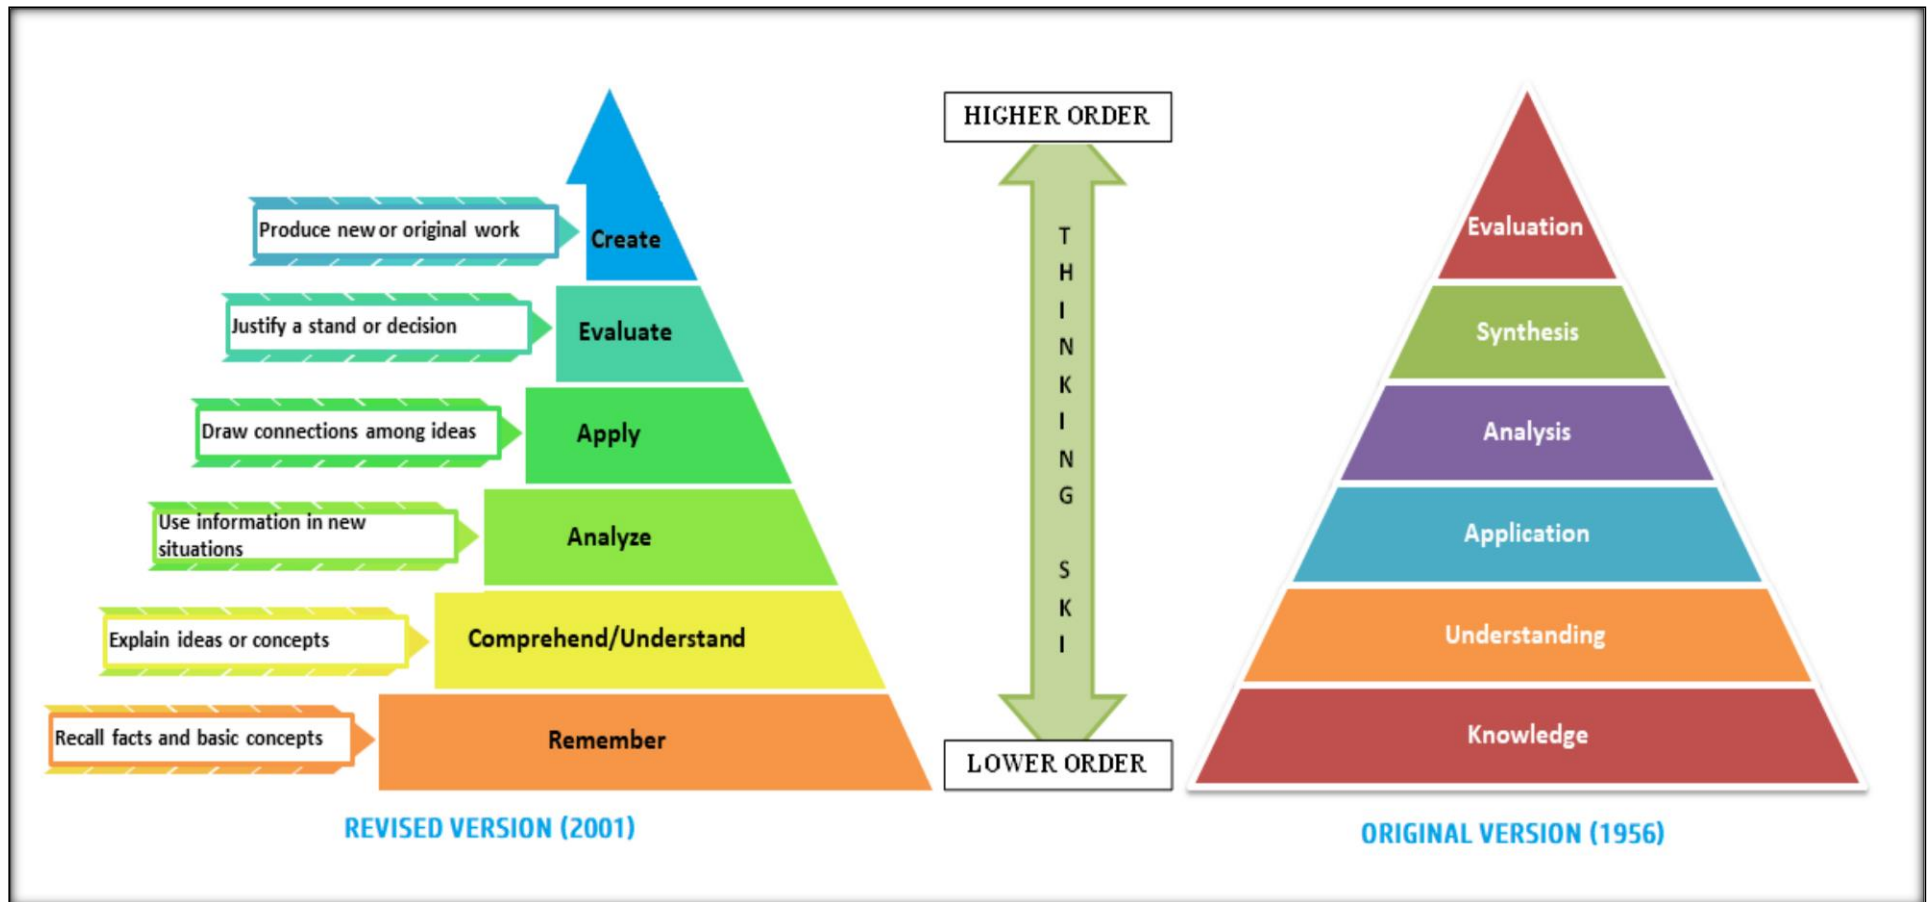 Produce new or original work
Create
Justify a stand or decision
Evaluate
Draw connections among ideas
Apply
Use information in new
situations
Analyze
Explain ideas or concepts
Comprehend/Understand
Recall facts and basic concepts
Remember
REVISED VERSION (2001)
HIGHER ORDER
THINKING SKI
LOWER ORDER
Evaluation
Synthesis
Analysis
Application
Understanding
Knowledge
ORIGINAL VERSION (1956)